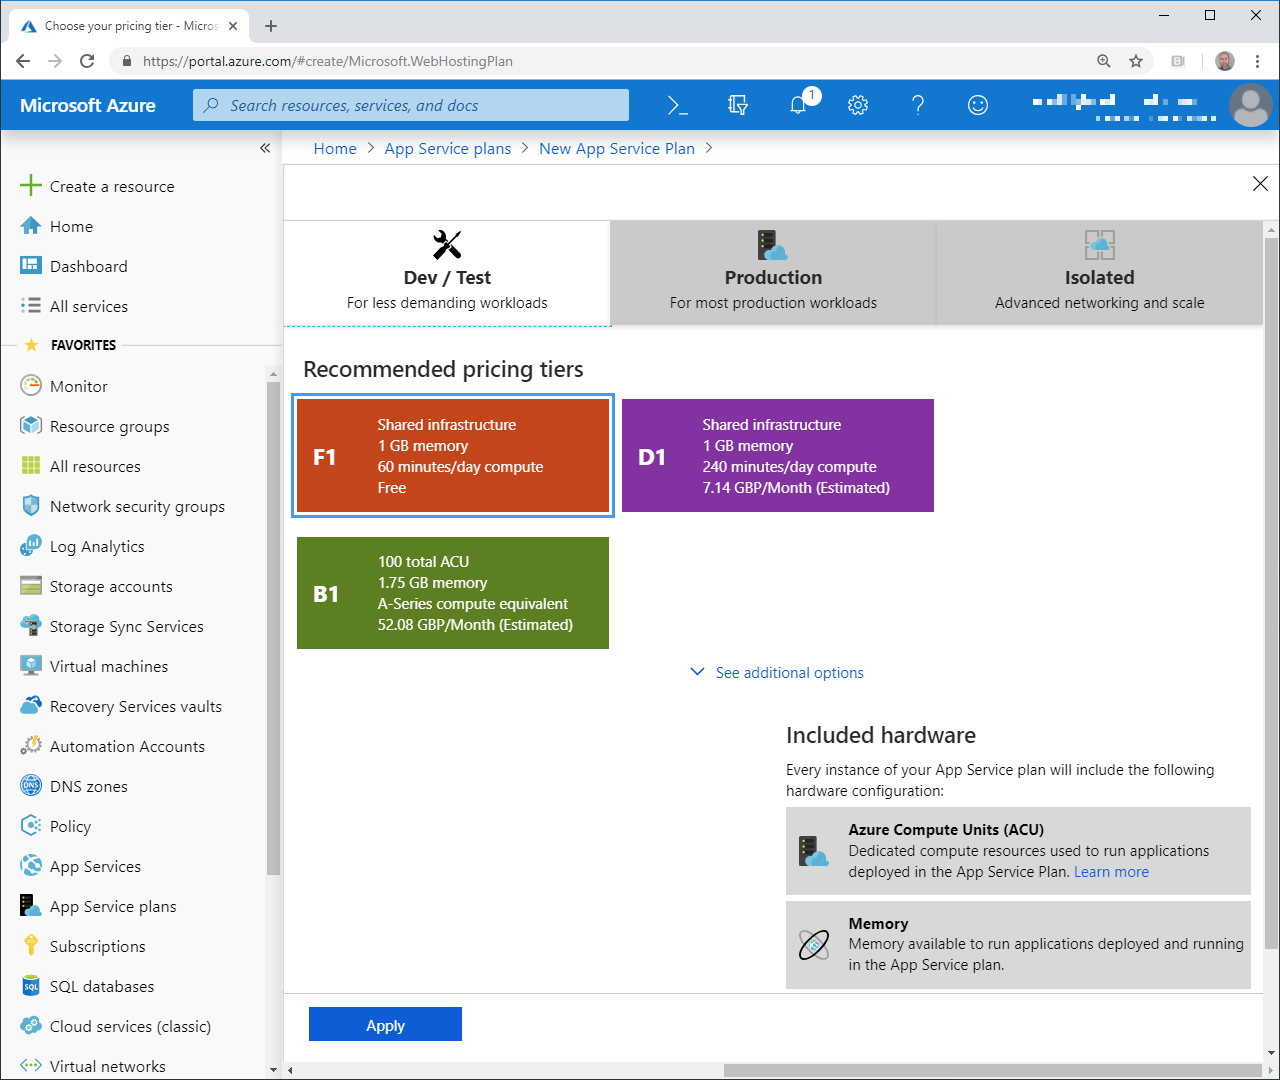 Choose your pricing tier - Micros
https://portal.azure.com/#create/Microsoft.WebHostingPlan
Microsoft Azure
Search resources, services, and docs
1
Home > App Service plans > New App Service Plan >
Create a resource
Home
Dashboard
All services
FAVORITES
Monitor
Resource groups
All resources
Network security groups
Log Analytics
Storage accounts
Storage Sync Services
Virtual machines
Recovery Services vaults
Automation Accounts
DNS zones
Policy
App Services
App Service plans
Subscriptions
SQL databases
Cloud services (classic)
Virtual networks
Dev / Test
For less demanding workloads
Production
For most production workloads
Isolated
Advanced networking and scale
Recommended pricing tiers
F1
Shared infrastructure
1 GB memory
60 minutes/day compute
Free
D1
Shared infrastructure
1 GB memory
240 minutes/day compute
7.14 GBP/Month (Estimated)
B1
100 total ACU
1.75 GB memory
A-Series compute equivalent
52.08 GBP/Month (Estimated)
See additional options
Included hardware
Every instance of your App Service plan will include the following
hardware configuration:
Azure Compute Units (ACU)
Dedicated compute resources used to run applications
deployed in the App Service Plan. Learn more
Memory
Memory available to run applications deployed and running
in the App Service plan.
Apply